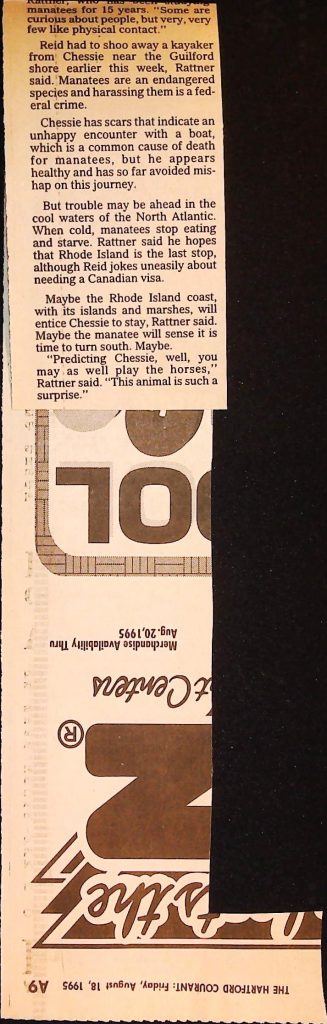 manatees for 15 years. "Some are
curious about people, but very, very
few like physical contact."
Reid had to shoo away a kayaker
from Chessie near the Guilford
shore earlier this week, Rattner
said. Manatees are an endangered
species and harassing them is a fed-
eral crime.
Chessie has scars that indicate an
unhappy encounter with a boat,
which is a common cause of death
for manatees, but he appears
healthy and has so far avoided mis-
hap on this journey.
But trouble may be ahead in the
cool waters of the North Atlantic.
When cold, manatees stop eating
and starve. Rattner said he hopes
that Rhode Island is the last stop,
although Reid jokes uneasily about
needing a Canadian visa.
Maybe the Rhode Island coast,
with its islands and marshes, will
entice Chessie to stay, Rattner said.
Maybe the manatee will sense it is
time to turn south. Maybe.
"Predicting Chessie, well, you
may as well play the horses,"
Rattner said. "This animal is such a
surprise."
OOL
Merchandise Availability Thru
Aug. 20, 1995
t Centers
N®
the
A9 THE HARTFORD COURANT: Friday, August 18, 1995